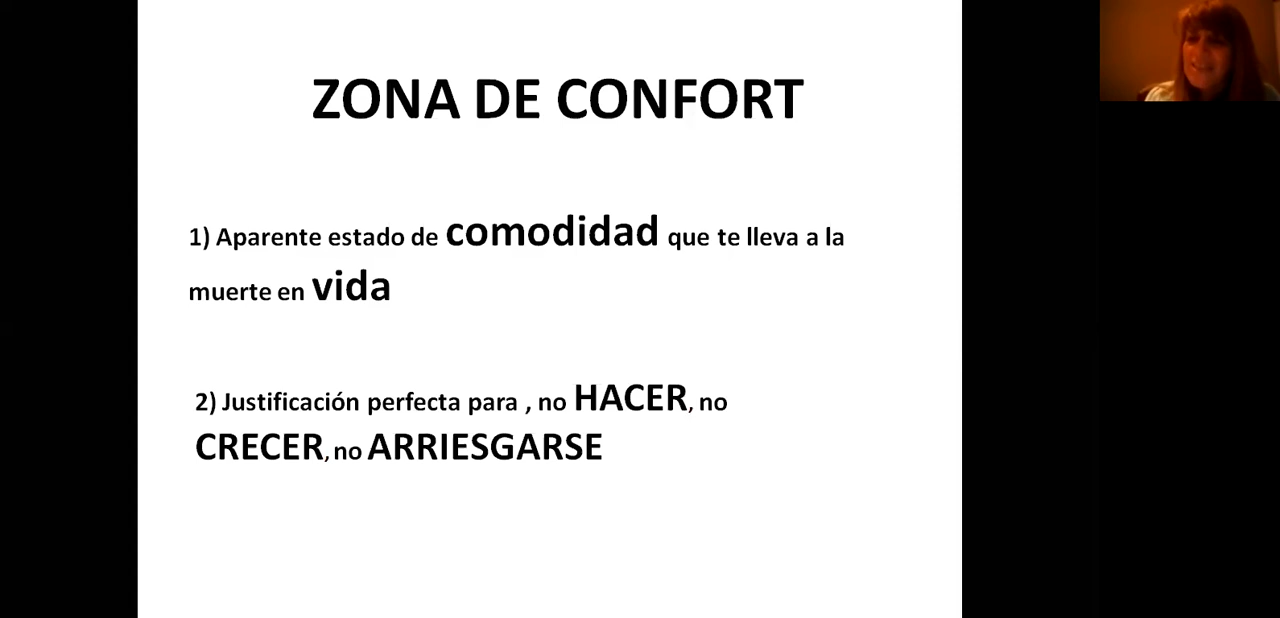 ZONA DE CONFORT
1) Aparente estado de comodidad que te lleva a la
muerte en vida
2) Justificación perfecta para , no HACER, no
CRECER, no ARRIESGARSE